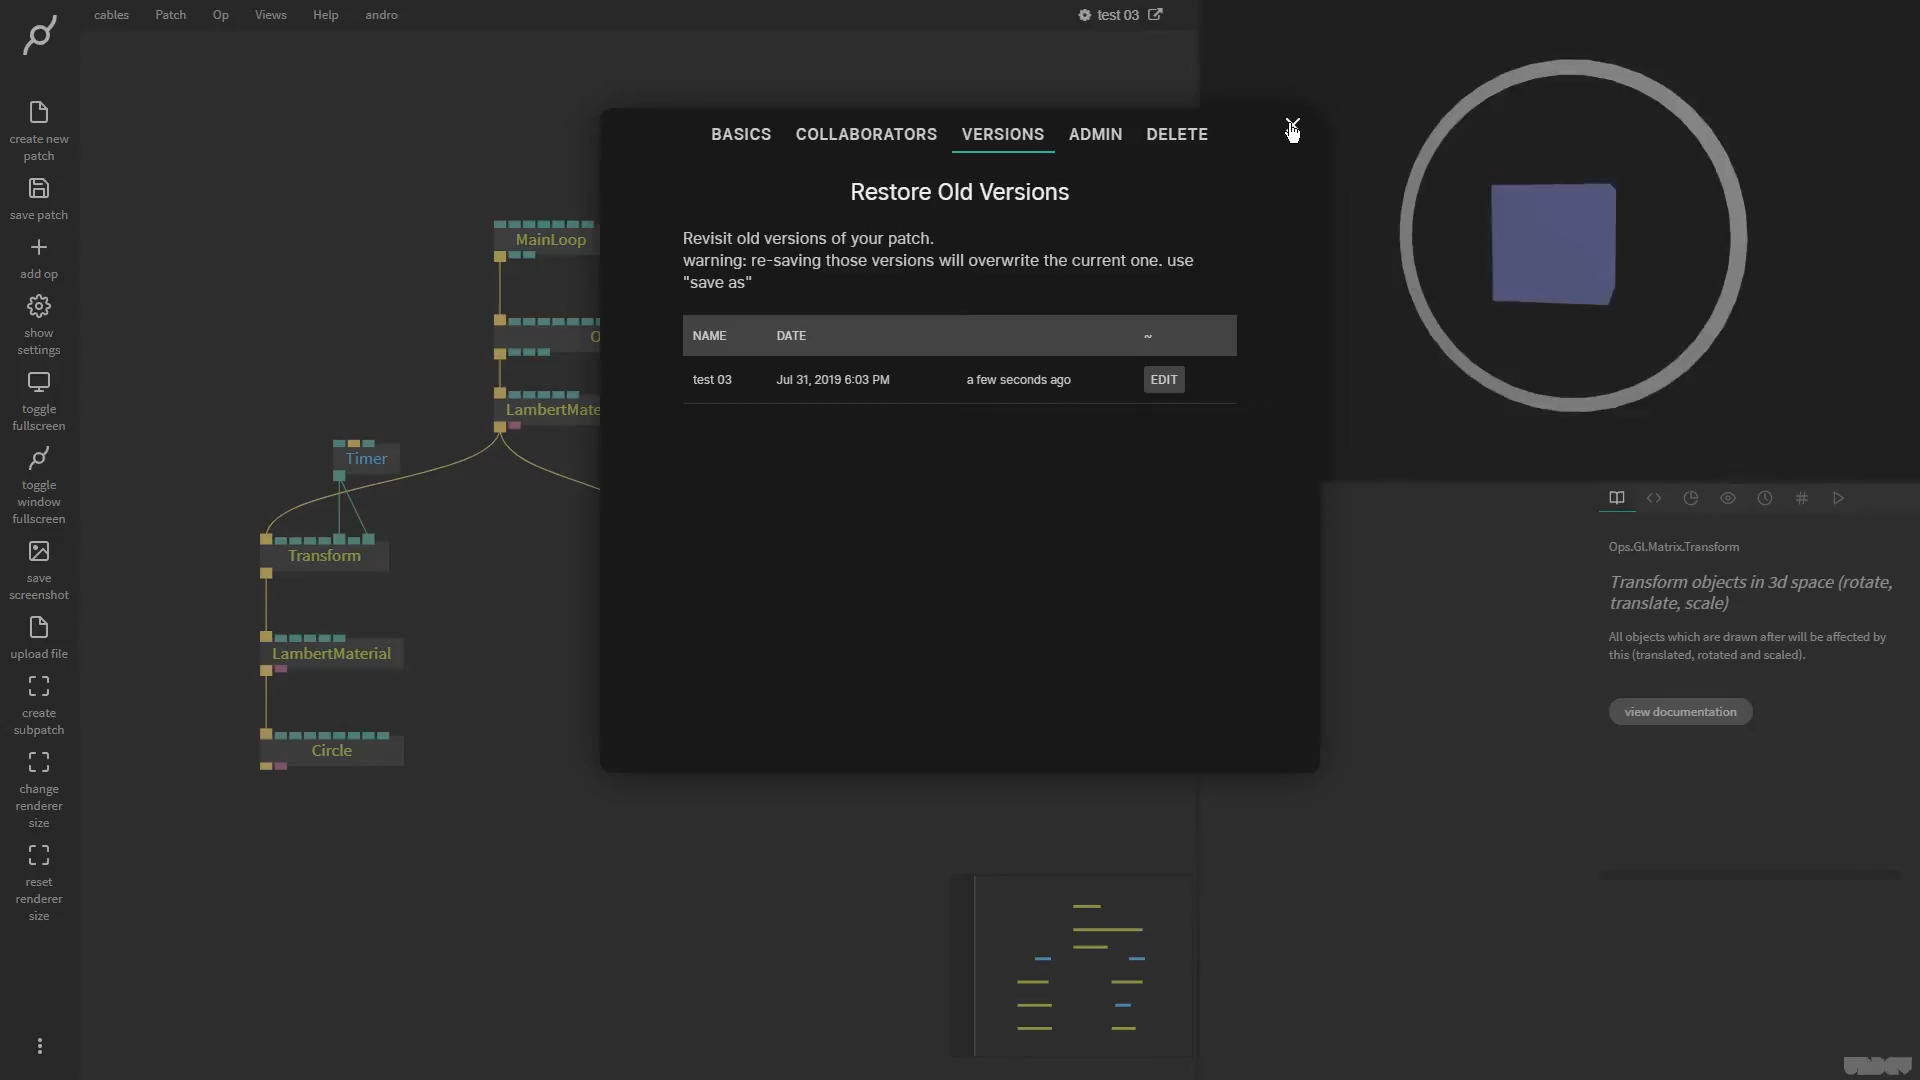 cables Patch Op Views Help andro
test 03
create new
patch
save patch
add op
show
settings
toggle
fullscreen
toggle
window
fullscreen
save
screenshot
upload file
create
subpatch
change
renderer
size
reset
renderer
size
MainLoop
O
LambertMate
Timer
Transform
LambertMaterial
Circle
BASICS COLLABORATORS VERSIONS ADMIN DELETE
Restore Old Versions
Revisit old versions of your patch.
warning: re-saving those versions will overwrite the current one. use
"save as"
NAME DATE ~
test 03 Jul 31, 2019 6:03 PM a few seconds ago EDIT
Ops.Gl.Matrix.Transform
Transform objects in 3d space (rotate,
translate, scale)
All objects which are drawn after will be affected by
this (translated, rotated and scaled).
view documentation